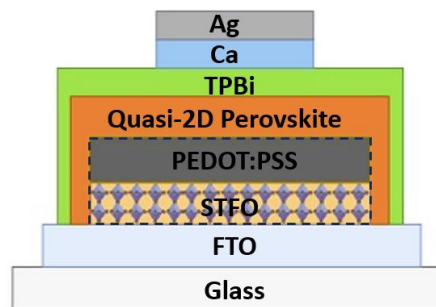 Ag
Ca
TPBi
Quasi-2D Perovskite
PEDOT:PSS
STFO
FTO
Glass